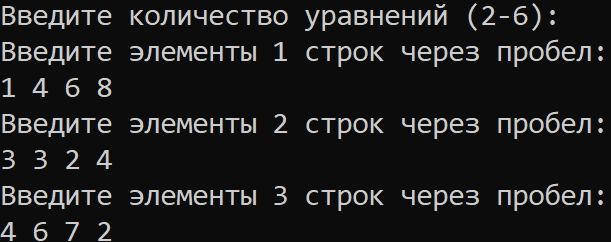 Введите количество уравнений (2-6):
Введите элементы 1 строк через пробел:
1 4 6 8
Введите элементы 2 строк через пробел:
3 3 2 4
Введите элементы 3 строк через пробел:
4 6 7 2